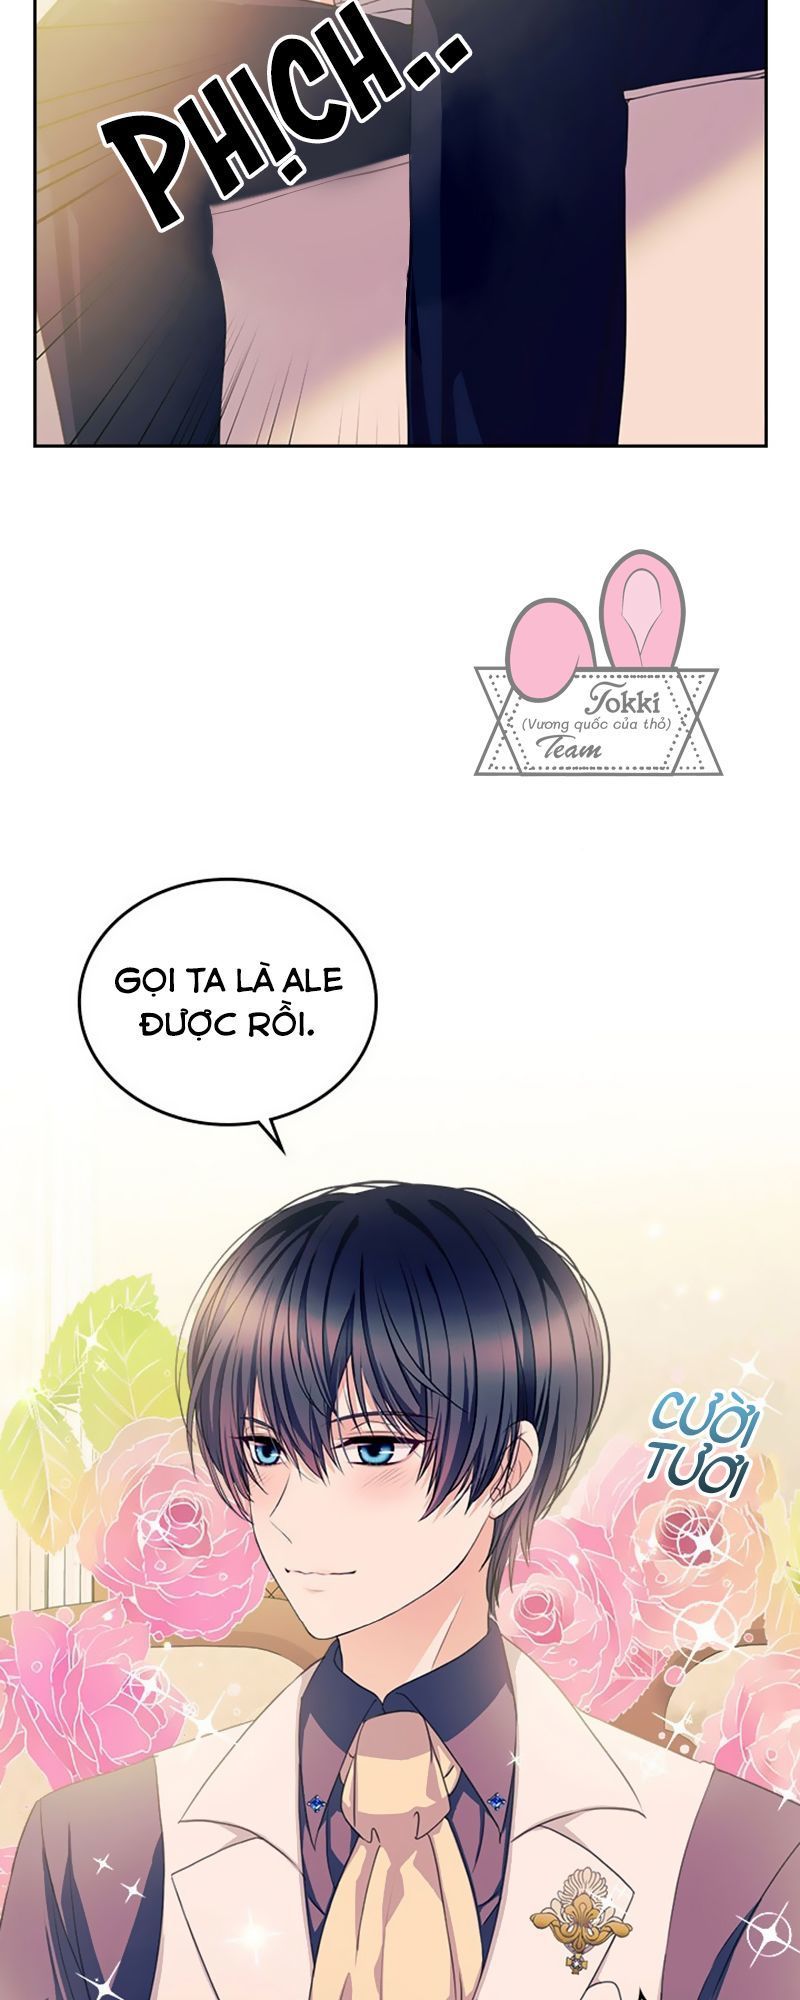 PHỊCH..
Tokki
(Vương quốc của thỏ)
Team
GỌI TA LÀ ALE
ĐƯỢC RỒI.
CƯỜI
TƯƠI